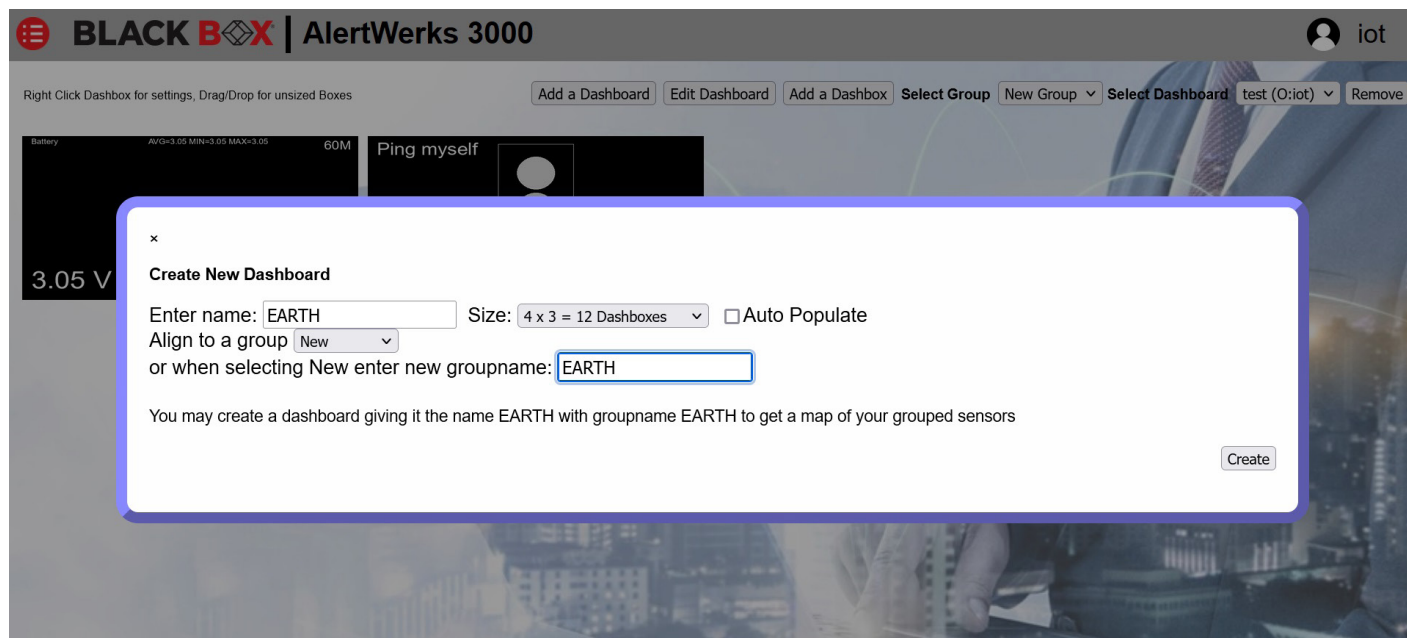 BLACK BOX | AlertWerks 3000 iot
Right Click Dashbox for settings, Drag/Drop for unsized Boxes Add a Dashboard Edit Dashboard Add a Dashbox Select Group New Group Select Dashboard test (O:iot) Remove
Battery AVG=3.05 MIN=3.05 MAX=3.05 60M
Ping myself
3.05 V
×
Create New Dashboard
Enter name: EARTH Size: 4 x 3 = 12 Dashboxes Auto Populate
Align to a group New
or when selecting New enter new groupname: EARTH
You may create a dashboard giving it the name EARTH with groupname EARTH to get a map of your grouped sensors
Create